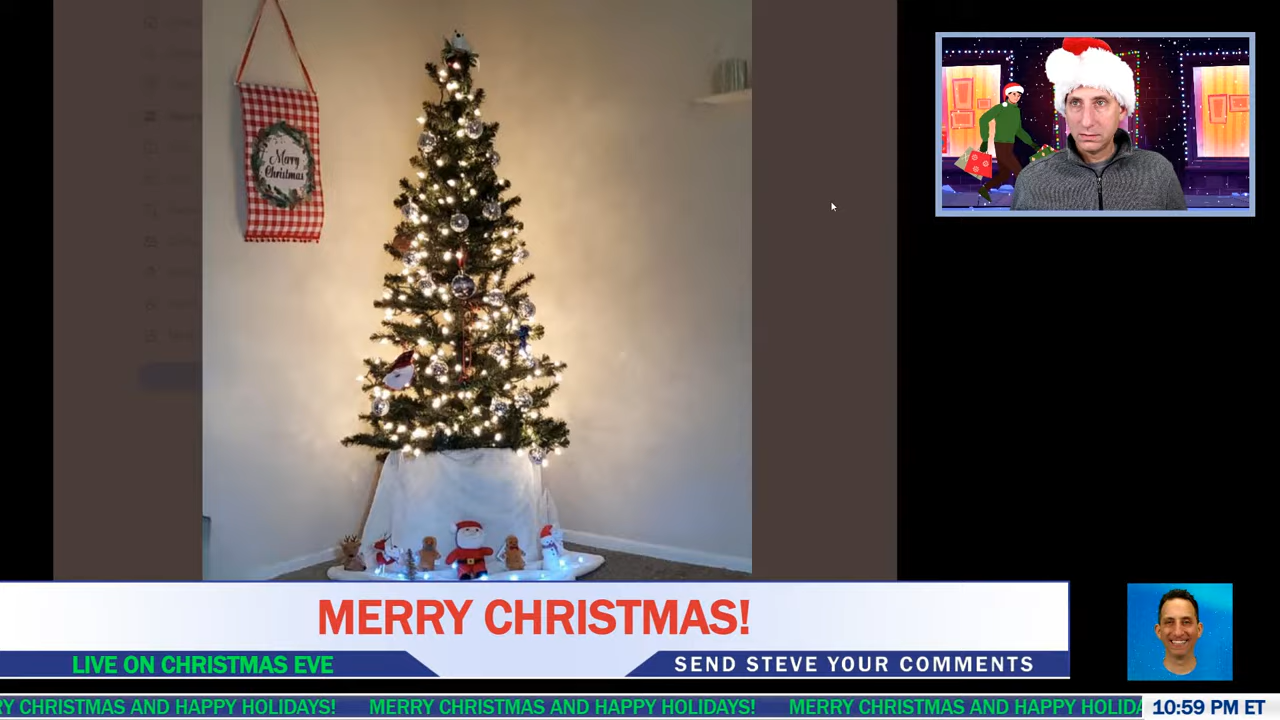 Merry
Christmas
MERRY CHRISTMAS!
LIVE ON CHRISTMAS EVE
SEND STEVE YOUR COMMENTS
RY CHRISTMAS AND HAPPY HOLIDAYS! MERRY CHRISTMAS AND HAPPY HOLIDAYS! MERRY CHRISTMAS AND HAPPY HOLIDA
10:59 PM ET